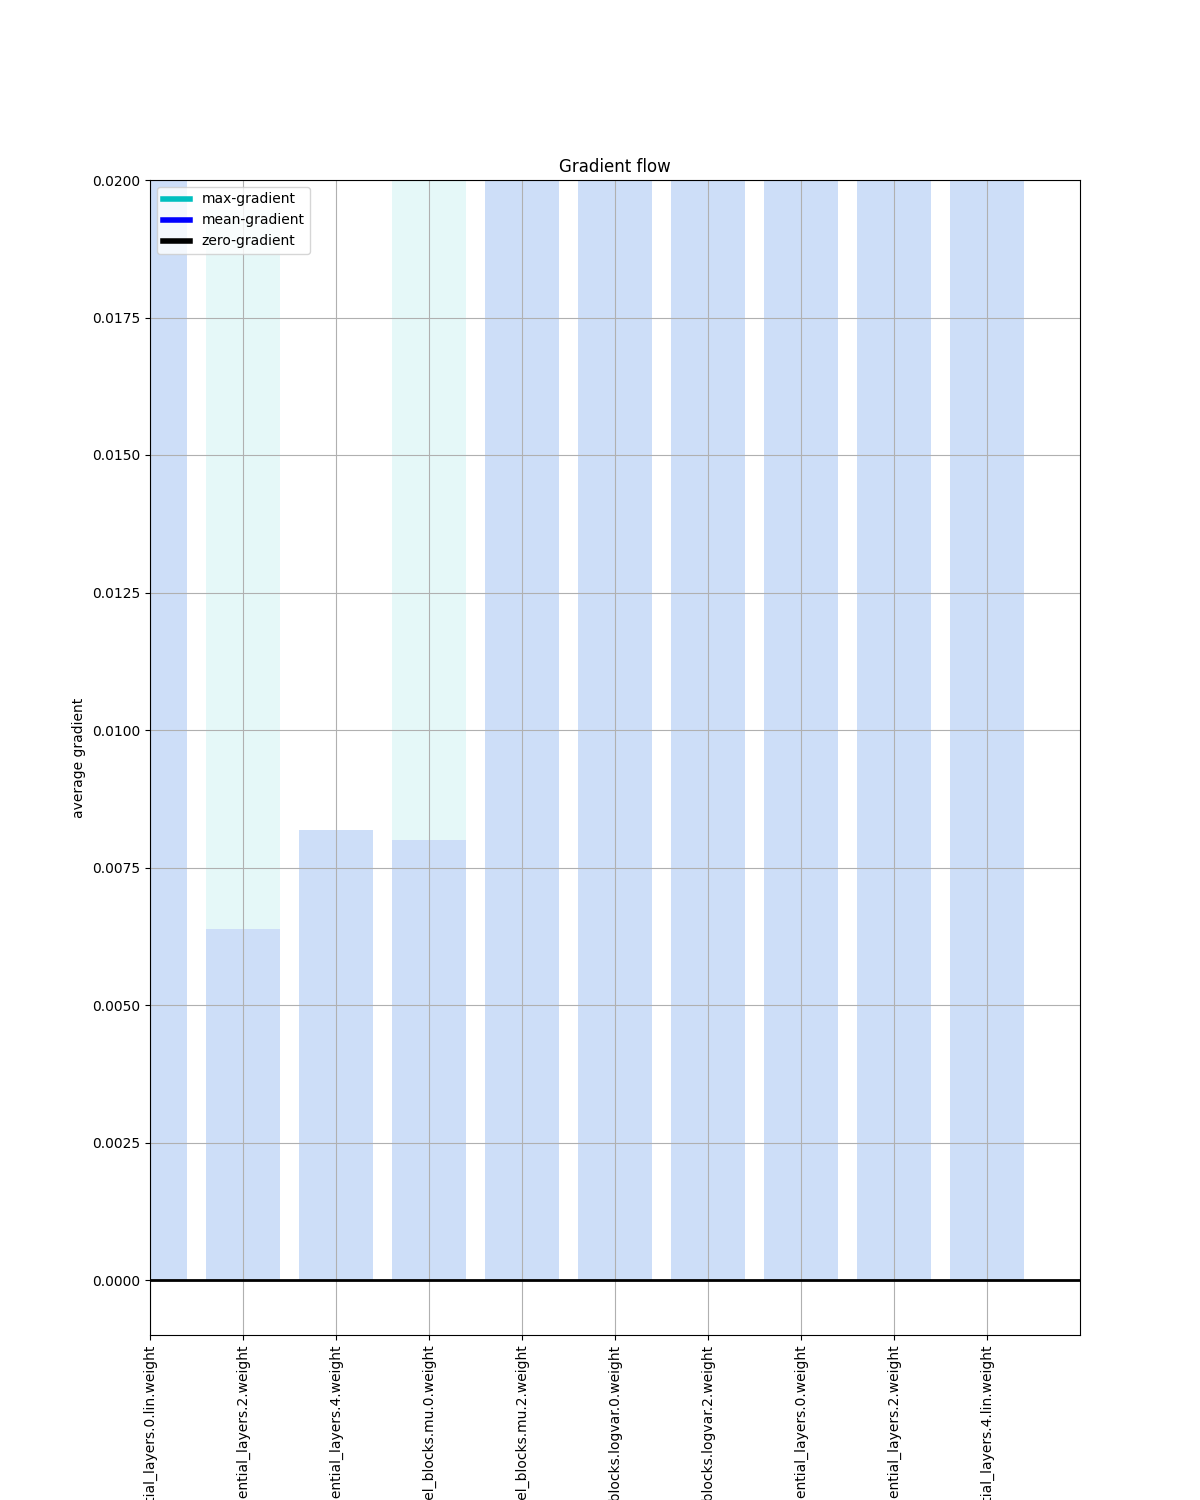 Gradient flow
max-gradient
mean-gradient
zero-gradient
average gradient
0.0200
0.0175
0.0150
0.0125
0.0100
0.0075
0.0050
0.0025
0.0000
tial_layers.0.lin.weight
ential_layers.2.weight
ential_layers.4.weight
el_blocks.mu.0.weight
el_blocks.mu.2.weight
blocks.logvar.0.weight
blocks.logvar.2.weight
ential_layers.0.weight
ential_layers.2.weight
tial_layers.4.lin.weight